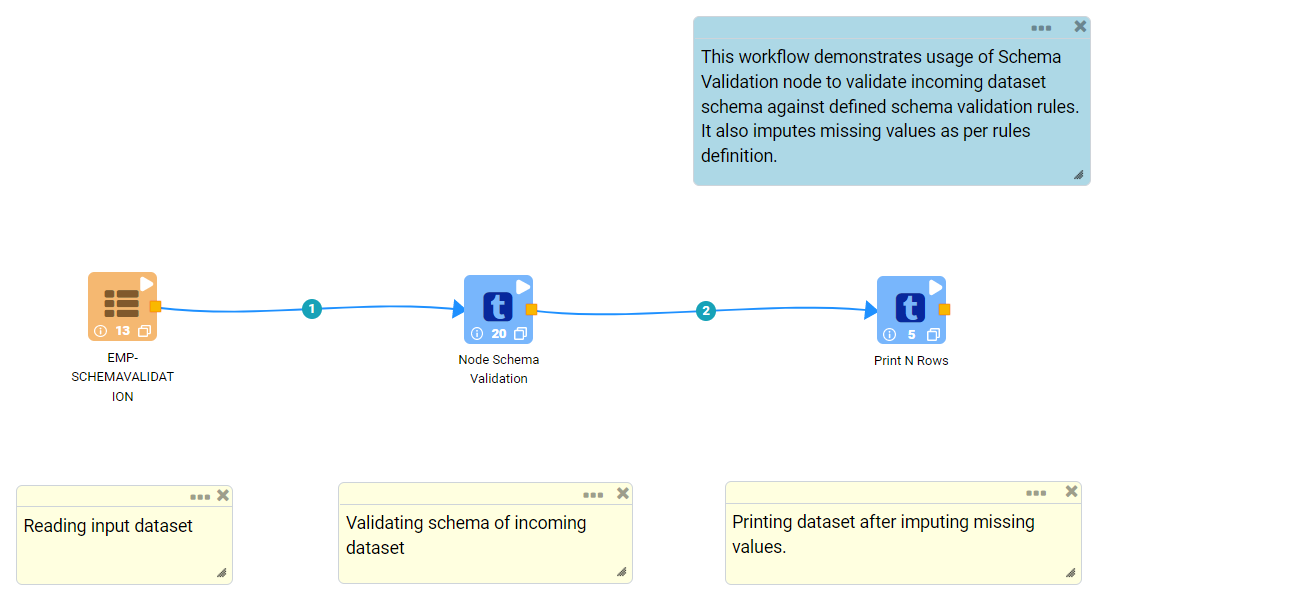 This workflow demonstrates usage of Schema
Validation node to validate incoming dataset
schema against defined schema validation rules.
It also imputes missing values as per rules
definition.
1
2
t
t
13
20
5
EMP-
SCHEMAVALIDAT
ION
Node Schema
Validation
Print N Rows
Reading input dataset
Validating schema of incoming
dataset
Printing dataset after imputing missing
values.